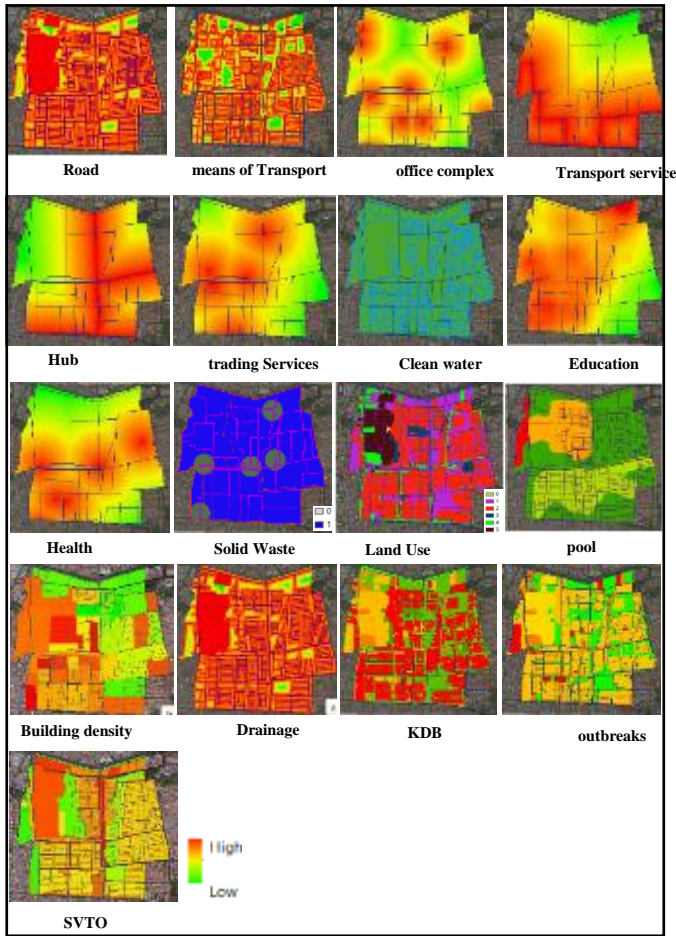 Road
means of Transport
office complex
Transport service
Hub
trading Services
Clean water
Education
0
1
0
1
2
3
4
5
Health
Solid Waste
Land Use
pool
Building density
Drainage
KDB
outbreaks
High
Low
SVTO